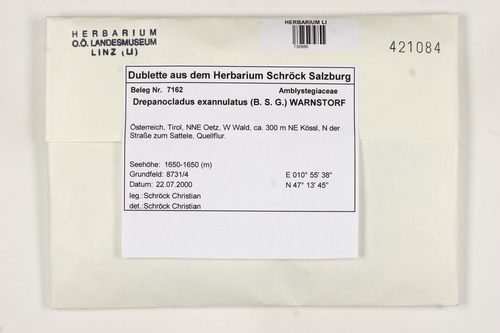 HERBARIUM
O.Ö. LANDESMUSEUM
LINZ (LI)
HERBARIUM LI
421084
Dublette aus dem Herbarium Schröck Salzburg
Beleg Nr. 7162 Amblystegiaceae
Drepanocladus exannulatus (B. S. G.) WARNSTORF
Österreich, Tirol, NNE Oetz, W Wald, ca. 300 m NE Kössl, N der
Straße zum Sattele, Quellflur.
Seehöhe: 1650-1650 (m)
Grundfeld: 8731/4 E 010° 55' 38"
Datum: 22.07.2000 N 47° 13' 45"
leg.:Schröck Christian
det.:Schröck Christian